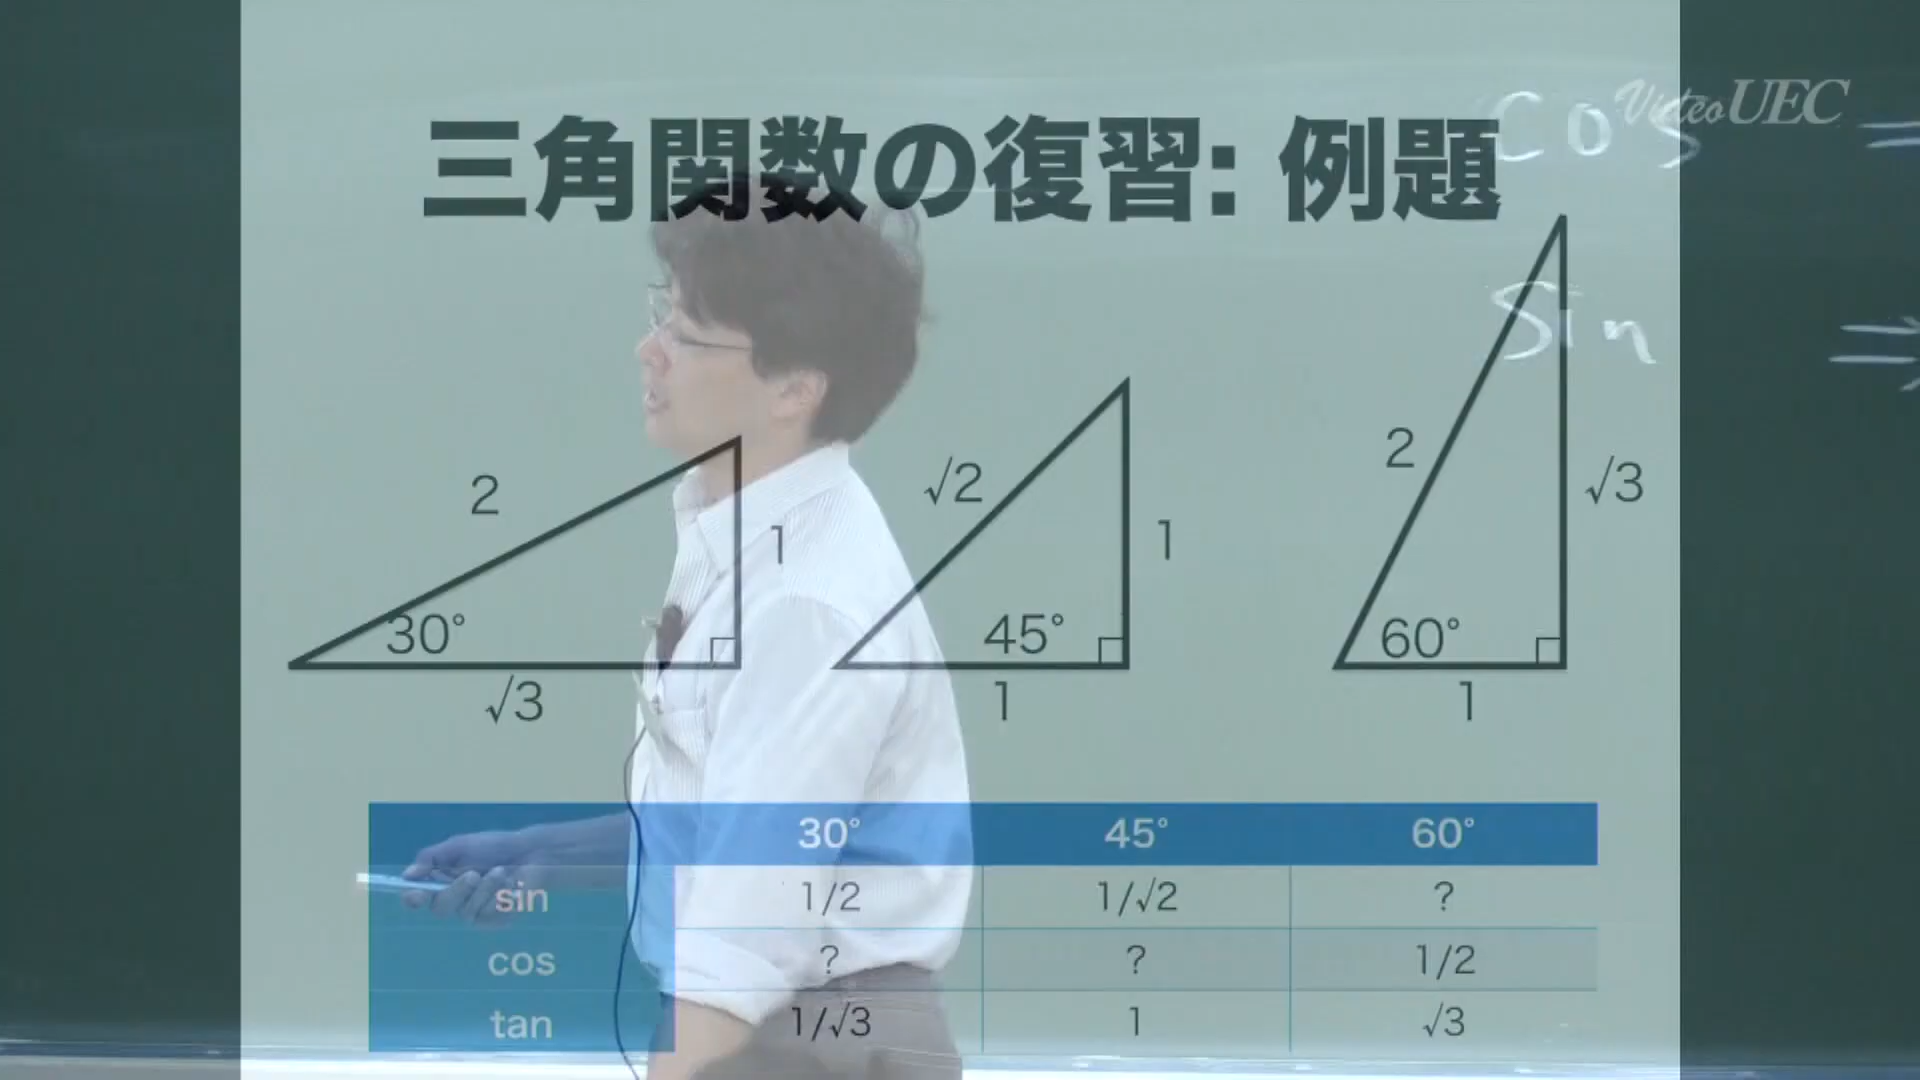 VideoUEC
三角関数の復習: 例題
cos =
sin ⇒
2
1
30°
√3
√2
1
45°
1
2
√3
60°
1
30° 45° 60°
sin 1/2 1/√2 ?
cos ? ? 1/2
tan 1/√3 1 √3